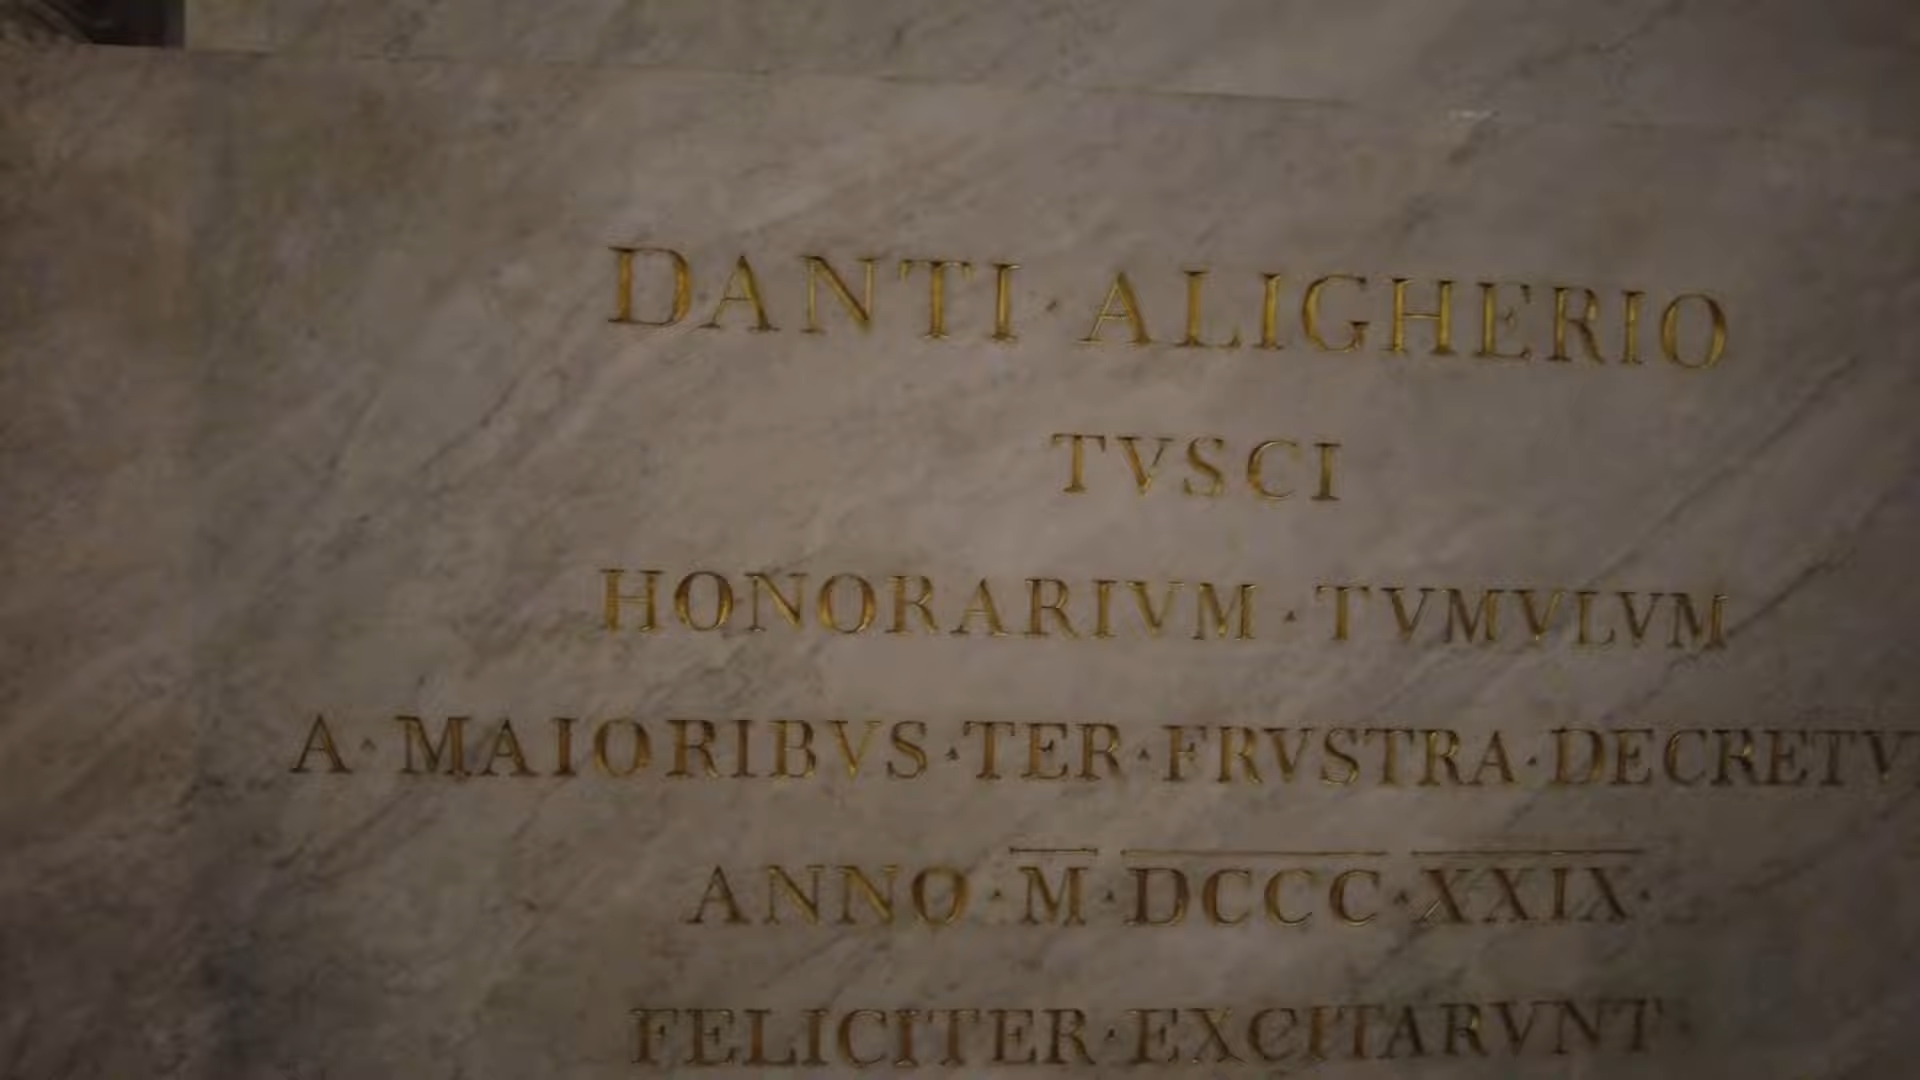 DANTI·ALIGHERIO
TVSCI
HONORARIVM·TVMVLVM
A·MAIORIBVS·TER·FRVSTRA·DECRETV
ANNO·M·DCCC·XXIX·
FELICITER·EXCITARVNT